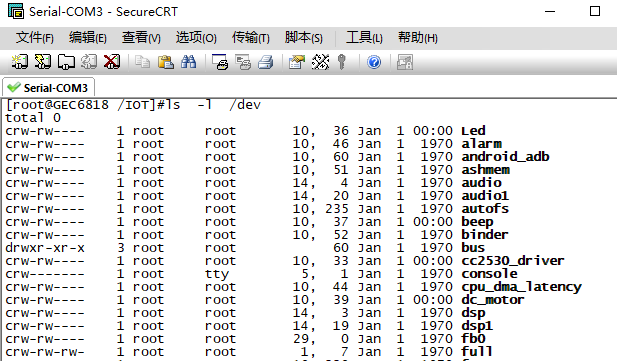 Serial-COM3 - SecureCRT
文件(F) 编辑(E) 查看(V) 选项(O) 传输(T) 脚本(S) 工具(L) 帮助(H)
Serial-COM3
[root@GEC6818 /IOT]#ls -l /dev
total 0
crw-rw---- 1 root root 10, 36 Jan 1 00:00 Led
crw-rw---- 1 root root 10, 46 Jan 1 1970 alarm
crw-rw---- 1 root root 10, 60 Jan 1 1970 android_adb
crw-rw---- 1 root root 10, 51 Jan 1 1970 ashmem
crw-rw---- 1 root root 14, 4 Jan 1 1970 audio
crw-rw---- 1 root root 14, 20 Jan 1 1970 audio1
crw-rw---- 1 root root 10, 235 Jan 1 1970 autofs
crw-rw---- 1 root root 10, 37 Jan 1 00:00 beep
crw-rw---- 1 root root 10, 52 Jan 1 1970 binder
drwxr-xr-x 3 root root 60 Jan 1 1970 bus
crw-rw---- 1 root root 10, 33 Jan 1 00:00 cc2530_driver
crw------- 1 root tty 5, 1 Jan 1 1970 console
crw-rw---- 1 root root 10, 44 Jan 1 1970 cpu_dma_latency
crw-rw---- 1 root root 10, 39 Jan 1 00:00 dc_motor
crw-rw---- 1 root root 14, 3 Jan 1 1970 dsp
crw-rw---- 1 root root 14, 19 Jan 1 1970 dsp1
crw-rw---- 1 root root 29, 0 Jan 1 1970 fb0
crw-rw-rw- 1 root root 1, 7 Jan 1 1970 full